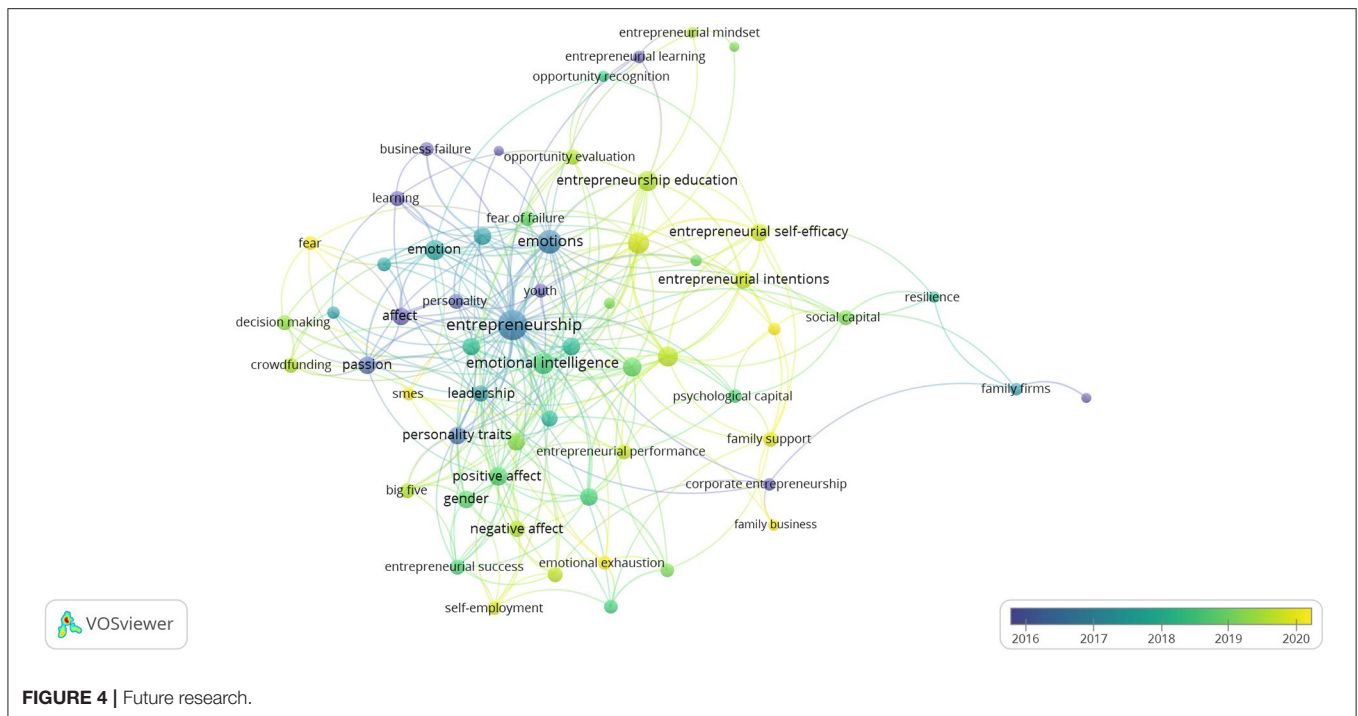 entrepreneurial mindset
entrepreneurial learning
opportunity recognition
business failure
opportunity evaluation
entrepreneurship education
learning
fear of failure
entrepreneurial self-efficacy
fear
emotion
emotions
entrepreneurial intentions
youth
personality
resilience
decision making
affect
entrepreneurship
social capital
crowdfunding
passion
emotional intelligence
smes
leadership
psychological capital
family firms
personality traits
entrepreneurial performance
family support
positive affect
corporate entrepreneurship
big five
gender
negative affect
family business
entrepreneurial success
emotional exhaustion
self-employment
VOSviewer
2016 2017 2018 2019 2020
FIGURE 4 | Future research.